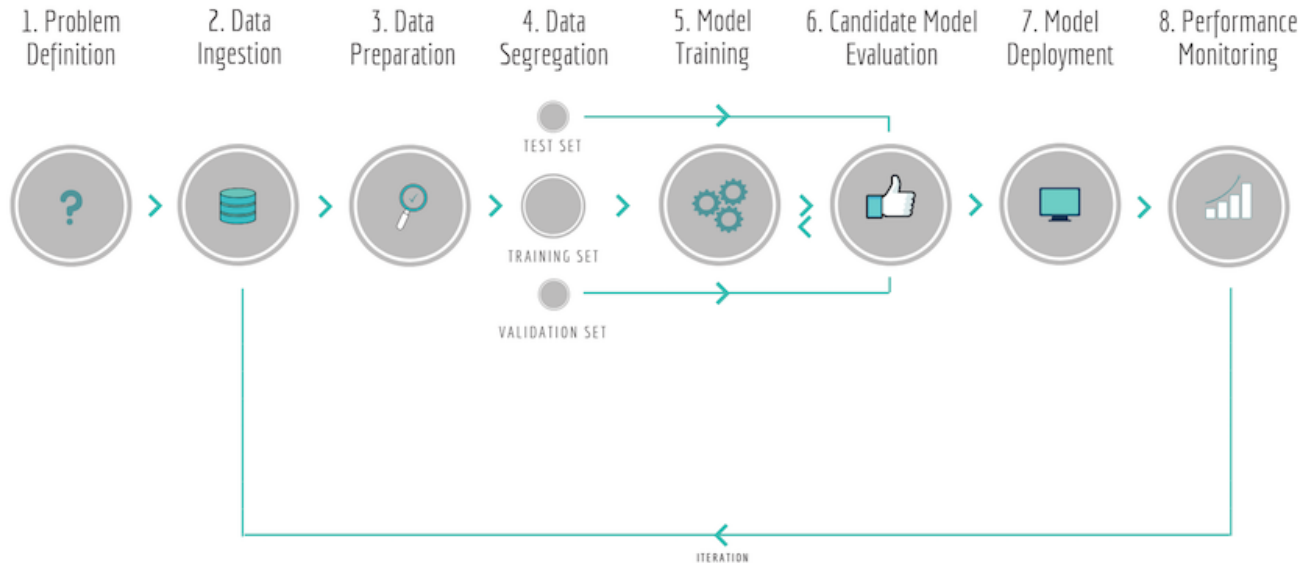 1. Problem
Definition
2. Data
Ingestion
3. Data
Preparation
4. Data
Segregation
5. Model
Training
6. Candidate Model
Evaluation
7. Model
Deployment
8. Performance
Monitoring
TEST SET
TRAINING SET
VALIDATION SET
ITERATION